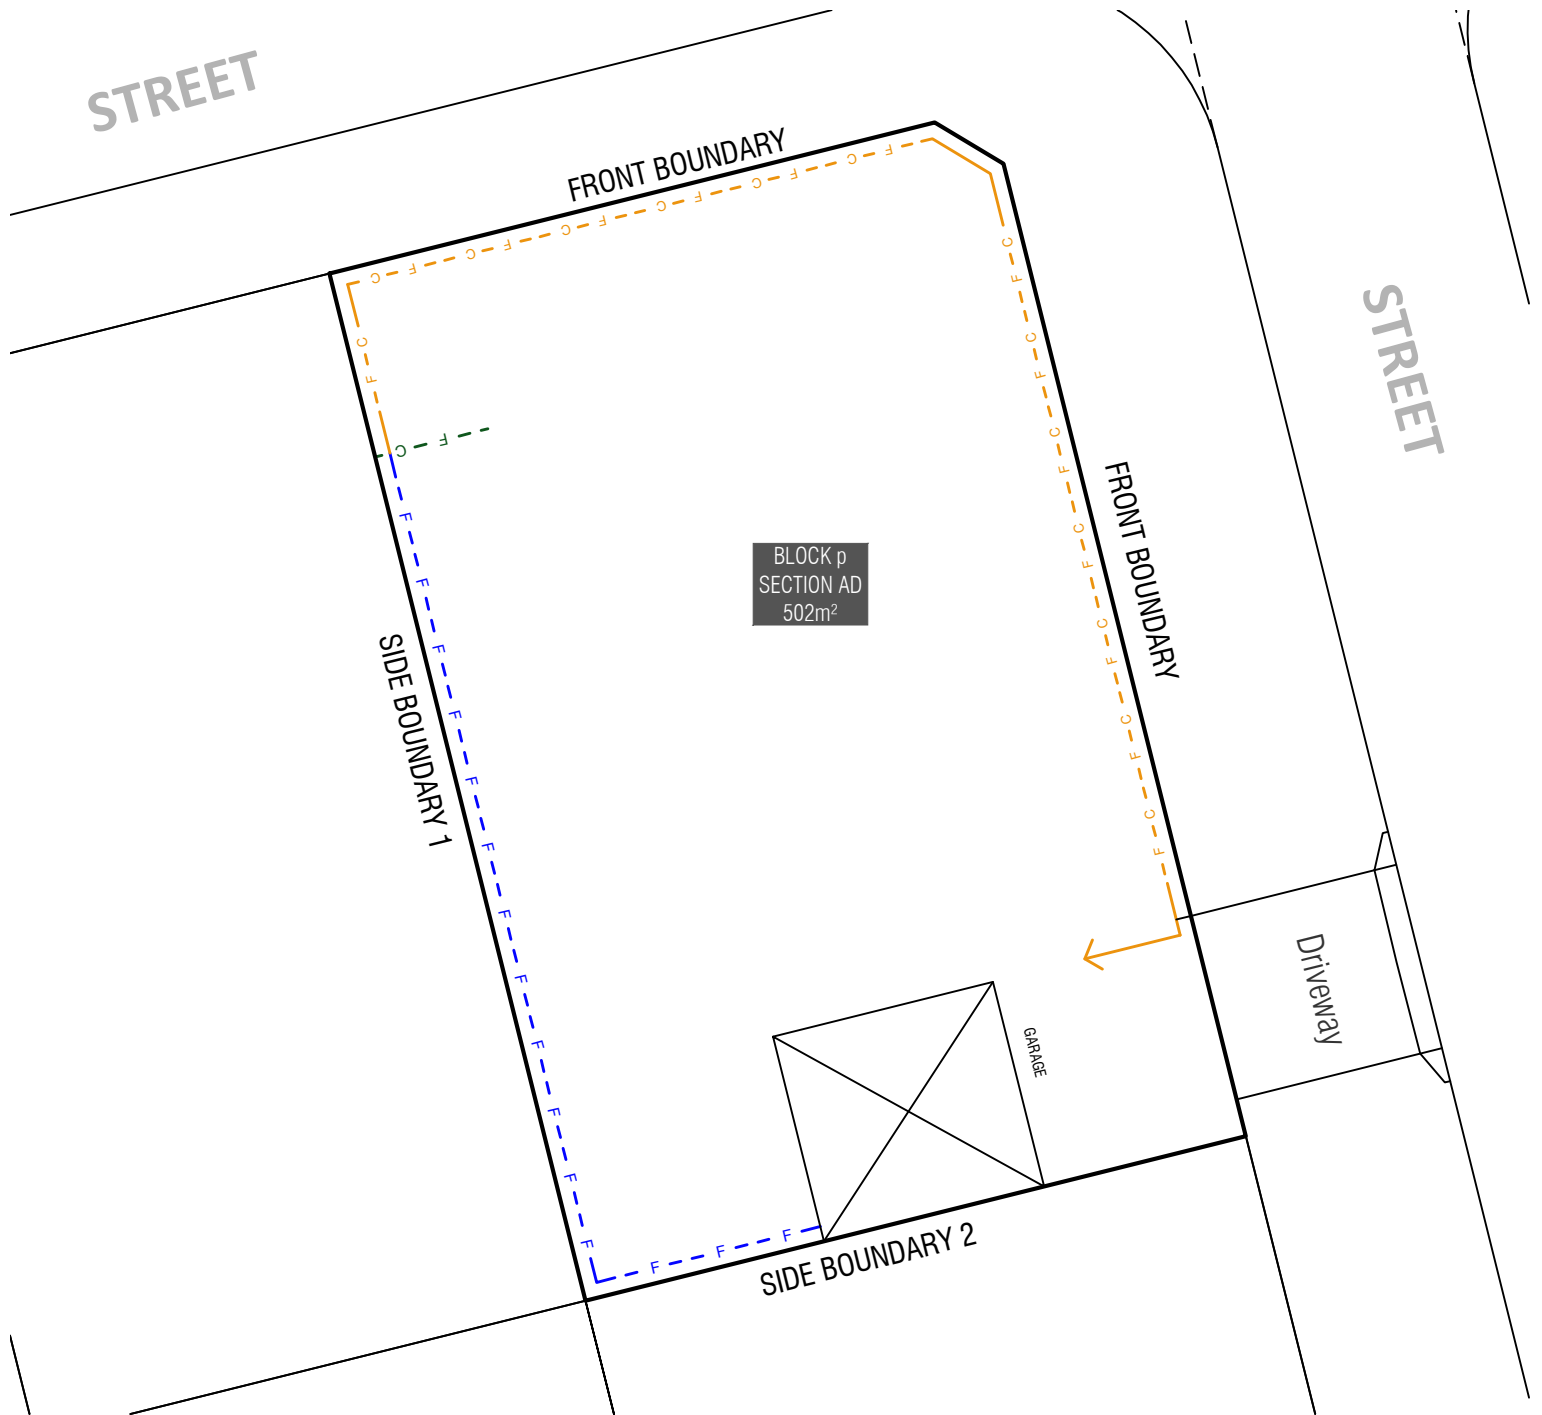 STREET
FRONT BOUNDARY
C F C F C F C F C F C F
C F
C F
C F C F C F C F C F C F C F
STREET
FRONT BOUNDARY
BLOCK p
SECTION AD
502m²
SIDE BOUNDARY 1
F F F F F F F F F F F F
Driveway
GARAGE
F F F
SIDE BOUNDARY 2